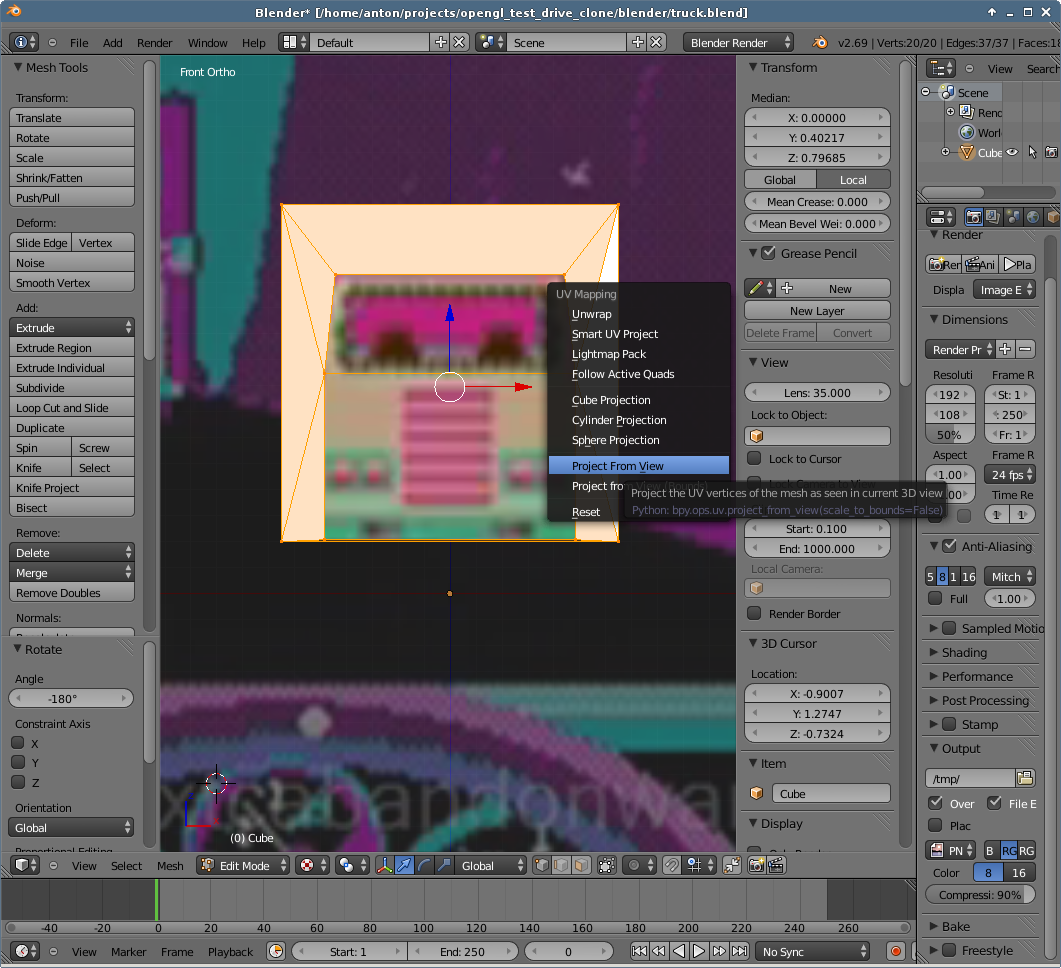 Blender* [/home/anton/projects/opengl_test_drive_clone/blender/truck.blend]
File Add Render Window Help Default Scene Blender Render v2.69 | Verts:20/20 | Edges:37/37 | Faces:18
Mesh Tools
Transform:
Translate
Rotate
Scale
Shrink/Fatten
Push/Pull
Deform:
Slide Edge Vertex
Noise
Smooth Vertex
Add:
Extrude
Extrude Region
Extrude Individual
Subdivide
Loop Cut and Slide
Duplicate
Spin Screw
Knife Select
Knife Project
Bisect
Remove:
Delete
Merge
Remove Doubles
Normals:
Rotate
Angle
-180°
Constraint Axis
X
Y
Z
Orientation
Global
Proportional Editing
Front Ortho
UV Mapping
Unwrap
Smart UV Project
Lightmap Pack
Follow Active Quads
Cube Projection
Cylinder Projection
Sphere Projection
Project From View
Project from View (Bounds)
Reset
Project the UV vertices of the mesh as seen in current 3D view
Python: bpy.ops.uv.project_from_view(scale_to_bounds=False)
abandonwar
(0) Cube
Transform
Median:
X: 0.00000
Y: 0.40217
Z: 0.79685
Global Local
Mean Crease: 0.000
Mean Bevel Wei: 0.000
Grease Pencil
New
New Layer
Delete Frame Convert
View
Lens: 35.000
Lock to Object:
Lock to Cursor
Lock Camera to View
Start: 0.100
End: 1000.000
Local Camera:
Render Border
3D Cursor
Location:
X: -0.9007
Y: 1.2747
Z: -0.7324
Item
Cube
Display
View Search
Scene
Rend
Worl
Cube
Render
Ren Ani Pla
Displa Image E
Dimensions
Render Pr
Resoluti Frame R
192 St: 1
108 : 250
50% Fr: 1
Aspect Frame R
1.00 24 fps
.00 Time Re
1 1
Anti-Aliasing
5 8 1 16 Mitch
Full 1.00
Sampled Motio
Shading
Performance
Post Processing
Stamp
Output
/tmp/
Over File E
Plac
PN B RG RG
Color 8 16
Compressi: 90%
Bake
Freestyle
View Select Mesh Edit Mode Global
-40 -20 0 20 40 60 80 100 120 140 160 180 200 220 240 260
View Marker Frame Playback Start: 1 End: 250 0 No Sync